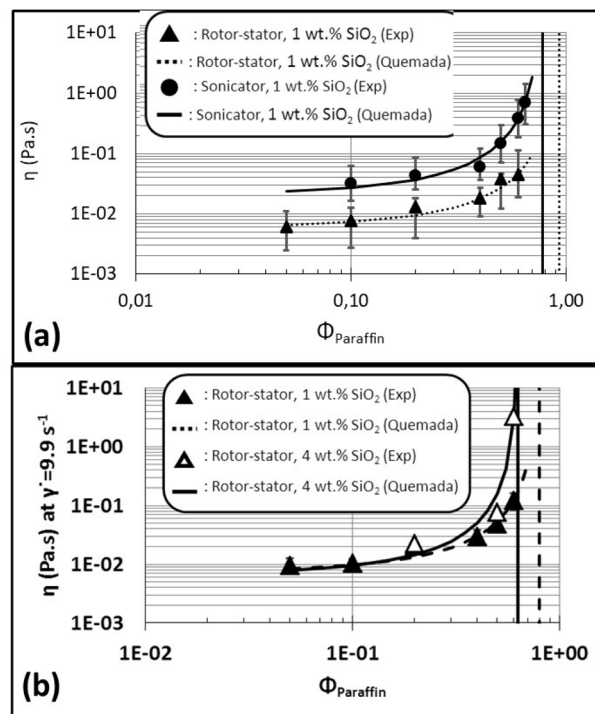 1E+01
: Rotor-stator, 1 wt.% SiO₂ (Exp)
: Rotor-stator, 1 wt.% SiO₂ (Quemada)
: Sonicator, 1 wt.% SiO₂ (Exp)
: Sonicator, 1 wt.% SiO₂ (Quemada)
1E+00
1E-01
1E-02
1E-03
η (Pa.s)
0,01
0,10
1,00
Φ Paraffin
(a)
1E+01
: Rotor-stator, 1 wt.% SiO₂ (Exp)
: Rotor-stator, 1 wt.% SiO₂ (Quemada)
: Rotor-stator, 4 wt.% SiO₂ (Exp)
: Rotor-stator, 4 wt.% SiO₂ (Quemada)
1E+00
1E-01
1E-02
1E-03
η (Pa.s) at γ˙=9.9 s⁻¹
1E-02
1E-01
1E+00
Φ Paraffin
(b)